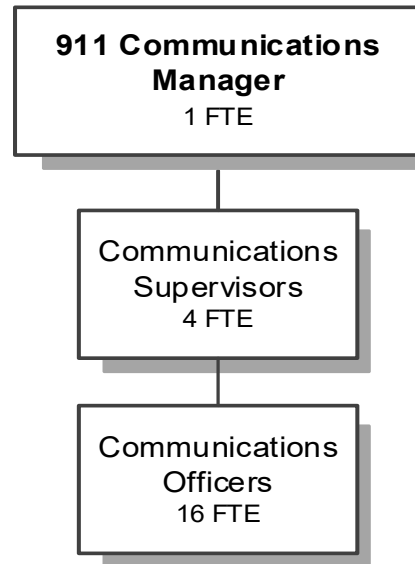 911 Communications
Manager
1 FTE
Communications
Supervisors
4 FTE
Communications
Officers
16 FTE